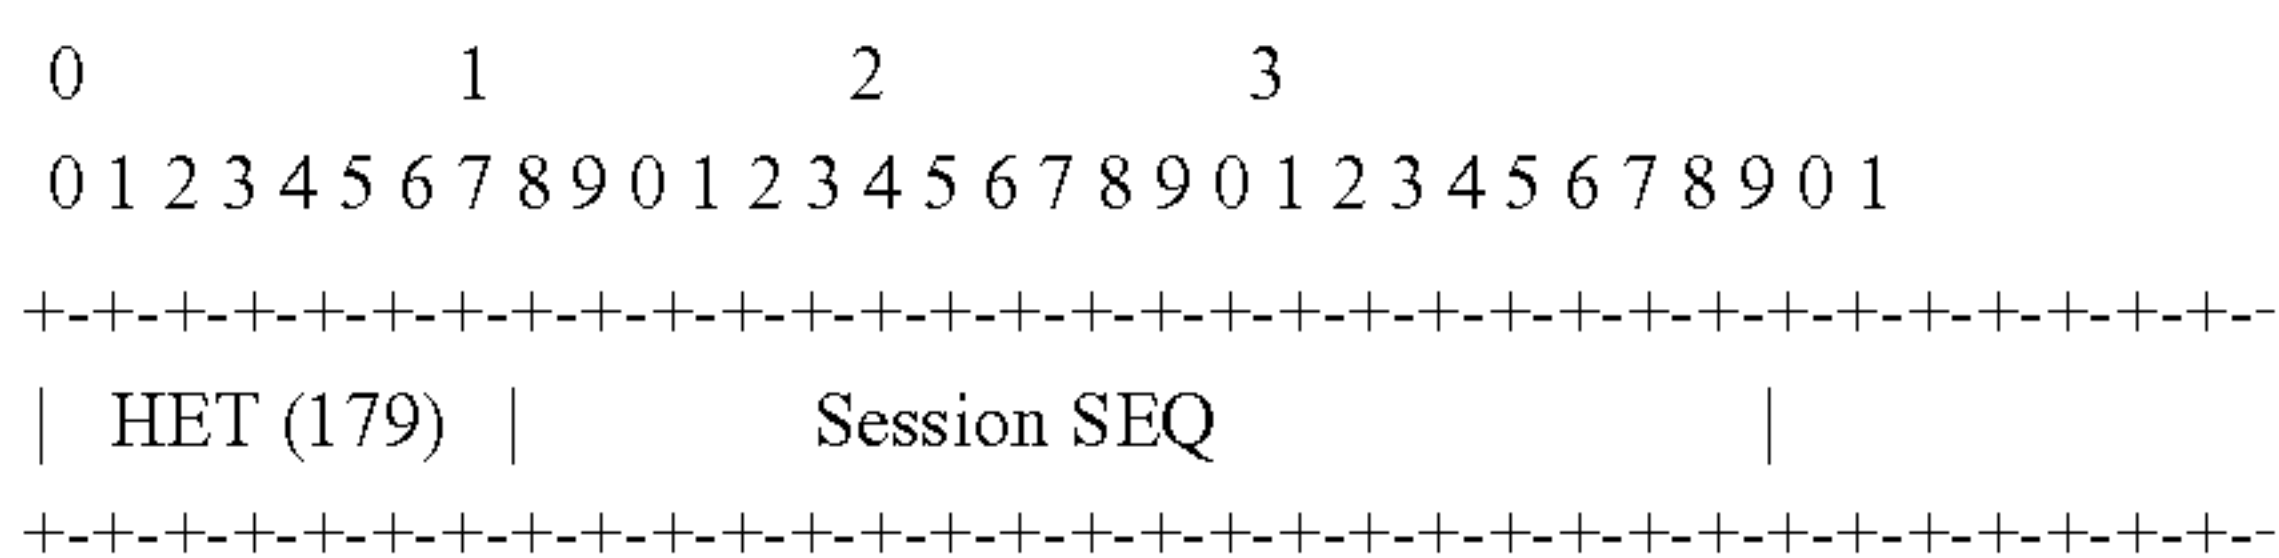 0 1 2 3
0 1 2 3 4 5 6 7 8 9 0 1 2 3 4 5 6 7 8 9 0 1 2 3 4 5 6 7 8 9 0 1
+-+-+-+-+-+-+-+-+-+-+-+-+-+-+-+-+-+-+-+-+-+-+-+-+-+-+-+-+-+-+-+--
| HET (179) | Session SEQ |
+-+-+-+-+-+-+-+-+-+-+-+-+-+-+-+-+-+-+-+-+-+-+-+-+-+-+-+-+-+-+-+--